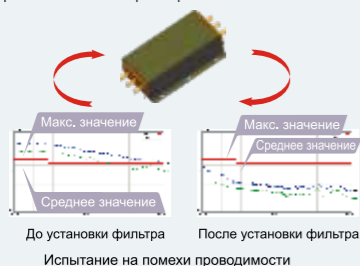 Макс. значение
Среднее значение
Макс. значение
Среднее значение
До установки фильтра
После установки фильтра
Испытание на помехи проводимости